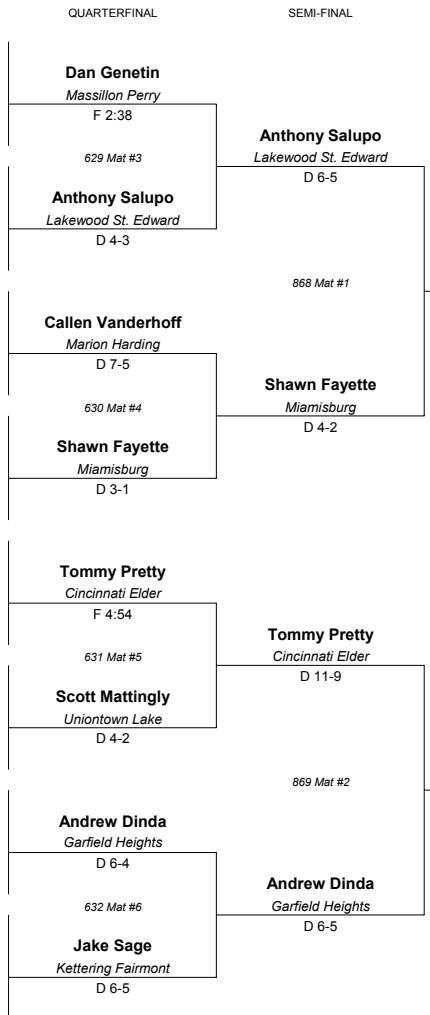 QUARTERFINAL
SEMI-FINAL
Dan Genetin
Massillon Perry
F 2:38
629 Mat #3
Anthony Salupo
Lakewood St. Edward
D 4-3
Anthony Salupo
Lakewood St. Edward
D 6-5
868 Mat #1
Callen Vanderhoff
Marion Harding
D 7-5
630 Mat #4
Shawn Fayette
Miamisburg
D 3-1
Shawn Fayette
Miamisburg
D 4-2
Tommy Pretty
Cincinnati Elder
F 4:54
631 Mat #5
Scott Mattingly
Uniontown Lake
D 4-2
Tommy Pretty
Cincinnati Elder
D 11-9
869 Mat #2
Andrew Dinda
Garfield Heights
D 6-4
632 Mat #6
Jake Sage
Kettering Fairmont
D 6-5
Andrew Dinda
Garfield Heights
D 6-5